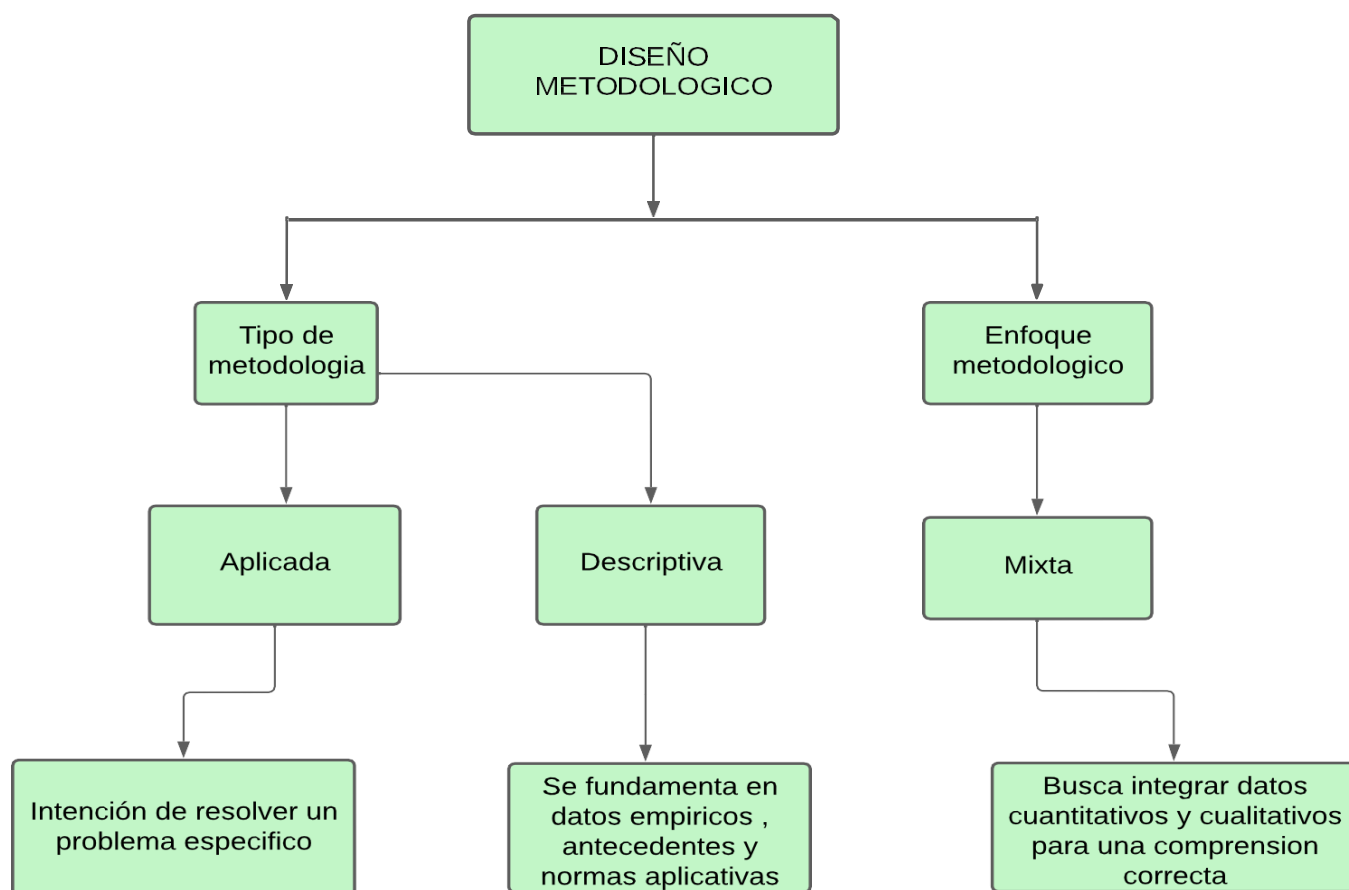 DISEÑO
METODOLOGICO
Tipo de
metodologia
Enfoque
metodologico
Aplicada
Descriptiva
Mixta
Intención de resolver un
problema especifico
Se fundamenta en
datos empiricos ,
antecedentes y
normas aplicativas
Busca integrar datos
cuantitativos y cualitativos
para una comprension
correcta